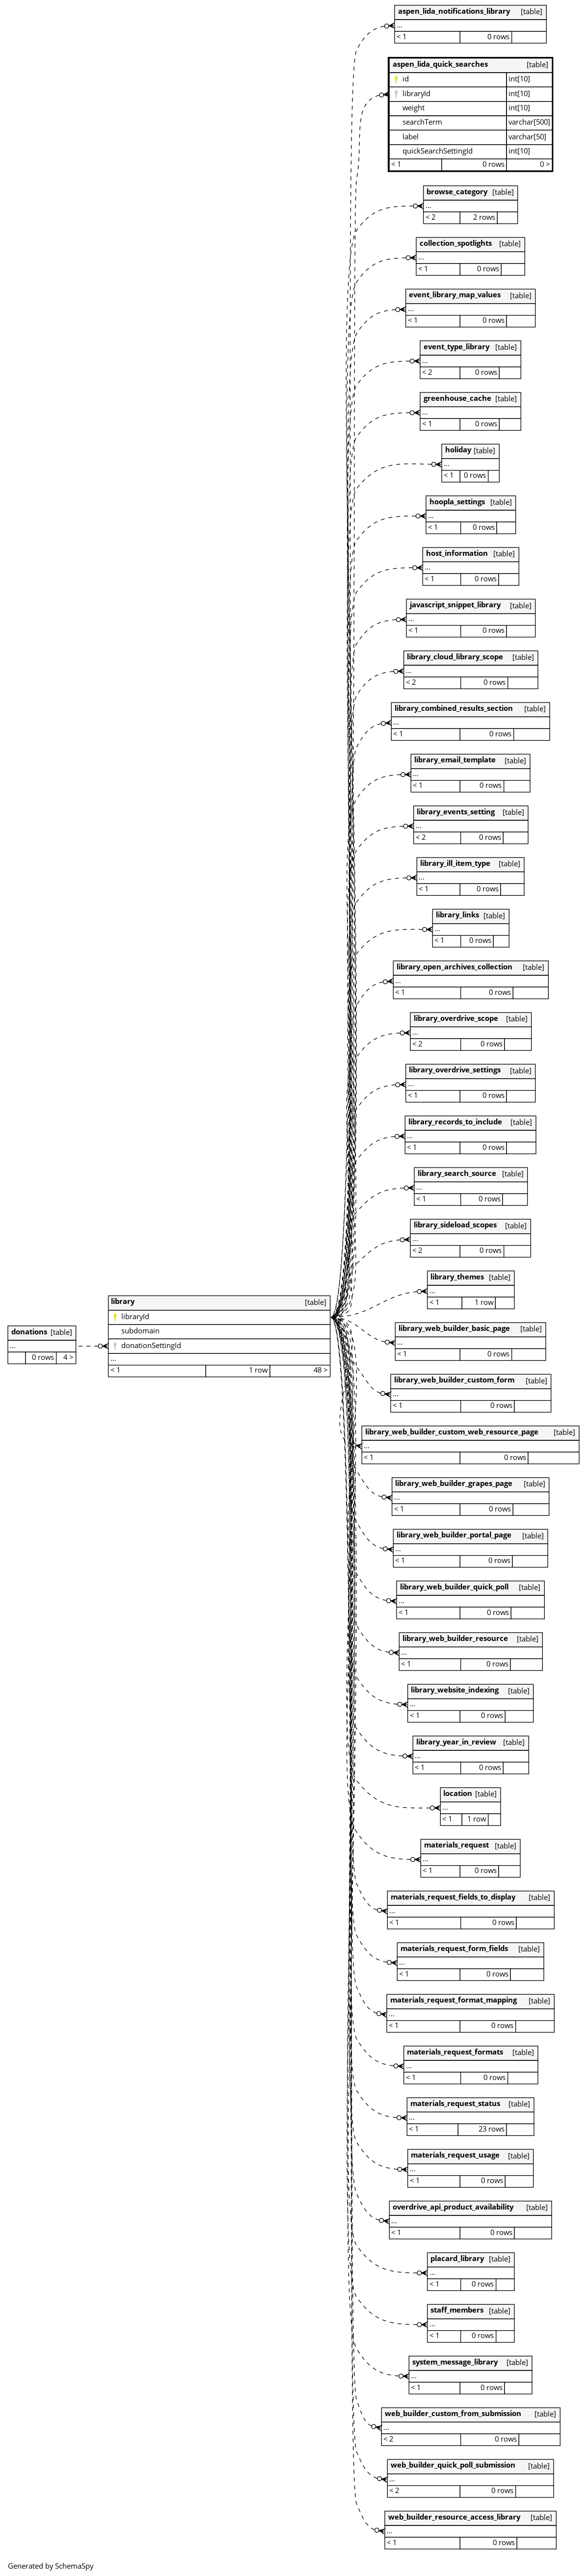 aspen_lida_notifications_library [table]
...
< 1 0 rows
aspen_lida_quick_searches [table]
id int[10]
libraryId int[10]
weight int[10]
searchTerm varchar[500]
label varchar[50]
quickSearchSettingId int[10]
< 1 0 rows 0 >
browse_category [table]
...
< 2 2 rows
collection_spotlights [table]
...
< 1 0 rows
event_library_map_values [table]
...
< 1 0 rows
event_type_library [table]
...
< 2 0 rows
greenhouse_cache [table]
...
< 1 0 rows
holiday [table]
...
< 1 0 rows
hoopla_settings [table]
...
< 1 0 rows
host_information [table]
...
< 1 0 rows
javascript_snippet_library [table]
...
< 1 0 rows
library_cloud_library_scope [table]
...
< 2 0 rows
library_combined_results_section [table]
...
< 1 0 rows
library_email_template [table]
...
< 1 0 rows
library_events_setting [table]
...
< 2 0 rows
library_ill_item_type [table]
...
< 1 0 rows
library_links [table]
...
< 1 0 rows
library_open_archives_collection [table]
...
< 1 0 rows
library_overdrive_scope [table]
...
< 2 0 rows
library_overdrive_settings [table]
...
< 1 0 rows
library_records_to_include [table]
...
< 1 0 rows
library_search_source [table]
...
< 1 0 rows
library_sideload_scopes [table]
...
< 2 0 rows
library_themes [table]
...
< 1 1 row
donations [table]
...
0 rows 4 >
library [table]
libraryId
subdomain
donationSettingId
...
< 1 1 row 48 >
library_web_builder_basic_page [table]
...
< 1 0 rows
library_web_builder_custom_form [table]
...
< 1 0 rows
library_web_builder_custom_web_resource_page [table]
...
< 1 0 rows
library_web_builder_grapes_page [table]
...
< 1 0 rows
library_web_builder_portal_page [table]
...
< 1 0 rows
library_web_builder_quick_poll [table]
...
< 1 0 rows
library_web_builder_resource [table]
...
< 1 0 rows
library_website_indexing [table]
...
< 1 0 rows
library_year_in_review [table]
...
< 1 0 rows
location [table]
...
< 1 1 row
materials_request [table]
...
< 1 0 rows
materials_request_fields_to_display [table]
...
< 1 0 rows
materials_request_form_fields [table]
...
< 1 0 rows
materials_request_format_mapping [table]
...
< 1 0 rows
materials_request_formats [table]
...
< 1 0 rows
materials_request_status [table]
...
< 1 23 rows
materials_request_usage [table]
...
< 1 0 rows
overdrive_api_product_availability [table]
...
< 1 0 rows
placard_library [table]
...
< 1 0 rows
staff_members [table]
...
< 1 0 rows
system_message_library [table]
...
< 1 0 rows
web_builder_custom_from_submission [table]
...
< 2 0 rows
web_builder_quick_poll_submission [table]
...
< 2 0 rows
web_builder_resource_access_library [table]
...
< 1 0 rows
Generated by SchemaSpy